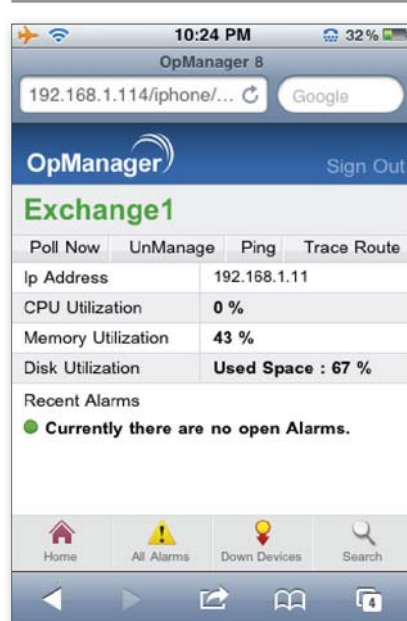 10:24 PM 32%
OpManager 8
192.168.1.114/iphone/... Google
OpManager Sign Out
Exchange1
Poll Now UnManage Ping Trace Route
Ip Address 192.168.1.11
CPU Utilization 0 %
Memory Utilization 43 %
Disk Utilization Used Space : 67 %
Recent Alarms
Currently there are no open Alarms.
Home All Alarms Down Devices Search
4